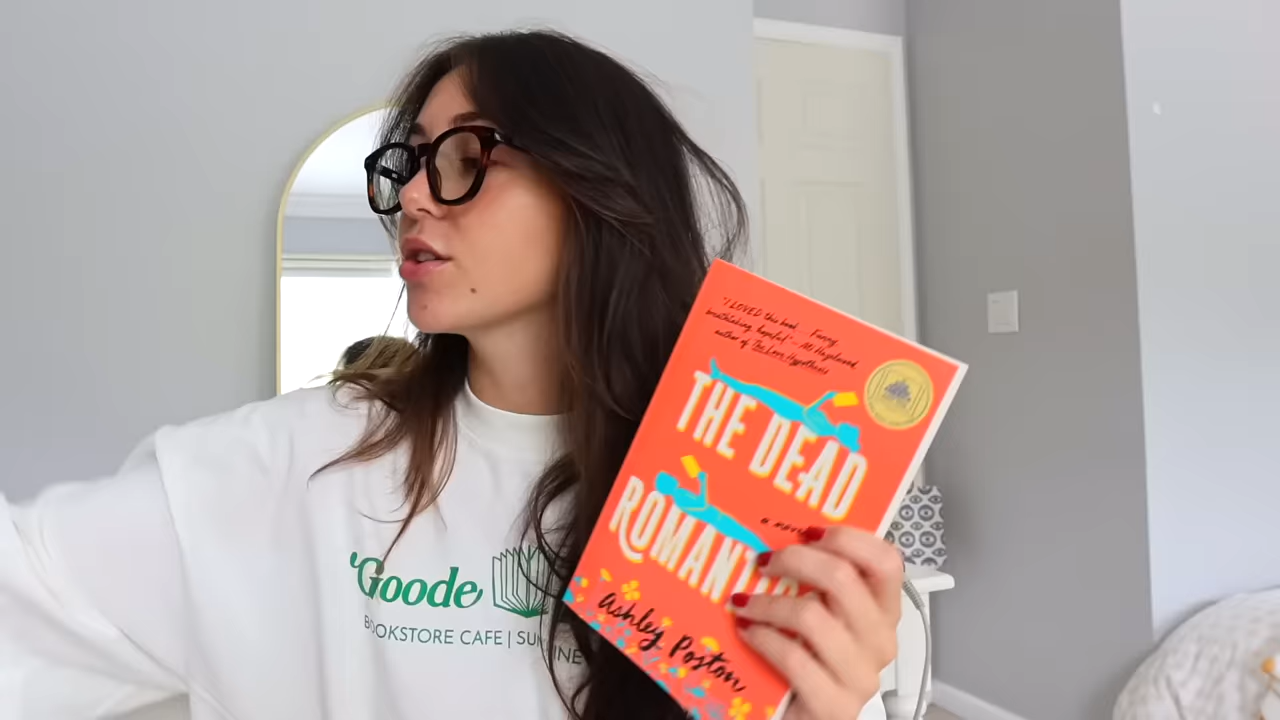 "I LOVED this book....Funny,
breathtaking, hopeful."—Ali Hazelwood,
author of The Love Hypothesis
THE DEAD
a nov
ROMANTI
Ashley Poston
Goode
BOOKSTORE CAFE | SUN